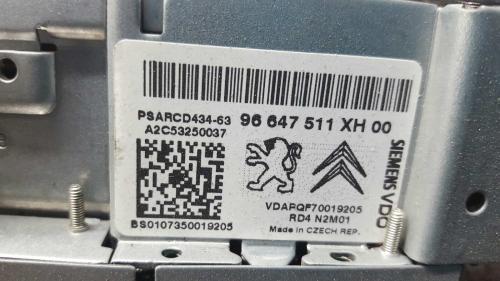 PSARCD434-63 96 647 511 XH 00
A2C53250037
SIEMENS VDO
VDAPQF70019205
RD4 N2M01
BS0107350019205 Made in CZECH REP.